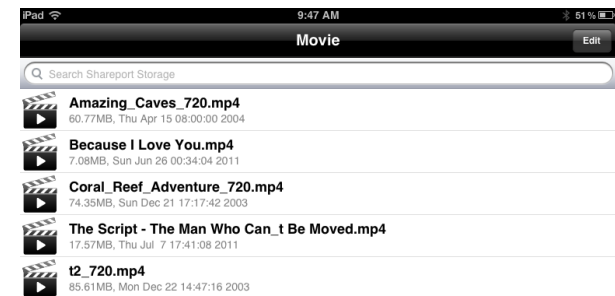 iPad 9:47 AM 51 %
Movie Edit
Search Shareport Storage
Amazing_Caves_720.mp4
60.77MB, Thu Apr 15 08:00:00 2004
Because I Love You.mp4
7.08MB, Sun Jun 26 00:34:04 2011
Coral_Reef_Adventure_720.mp4
74.35MB, Sun Dec 21 17:17:42 2003
The Script - The Man Who Can_t Be Moved.mp4
17.57MB, Thu Jul 7 17:41:08 2011
t2_720.mp4
85.61MB, Mon Dec 22 14:47:16 2003